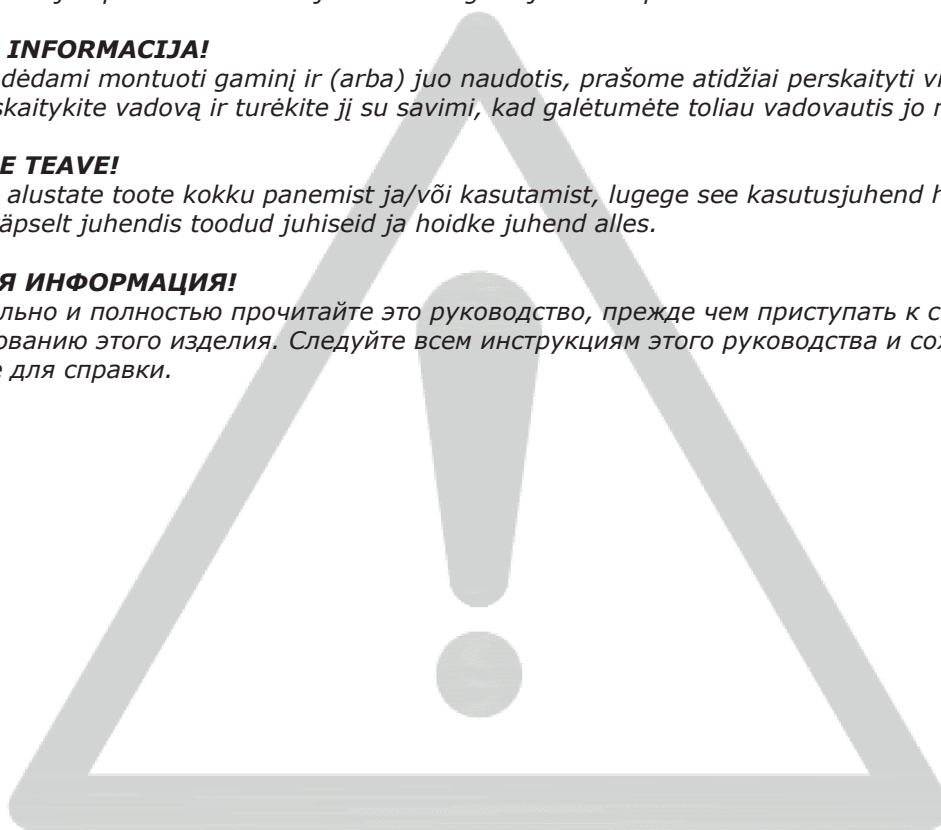 INFORMACIJA!
dėdami montuoti gaminį ir (arba) juo naudotis, prašome atidžiai perskaityti
skaitykite vadovą ir turėkite jį su savimi, kad galėtumėte toliau vadovautis jo
E TEAVE!
alustate toote kokku panemist ja/või kasutamist, lugege see kasutusjuhend
äpselt juhendis toodud juhiseid ja hoidke juhend alles.
Я ИНФОРМАЦИЯ!
льно и полностью прочитайте это руководство, прежде чем приступать к
ованию этого изделия. Следуйте всем инструкциям этого руководства и
е для справки.